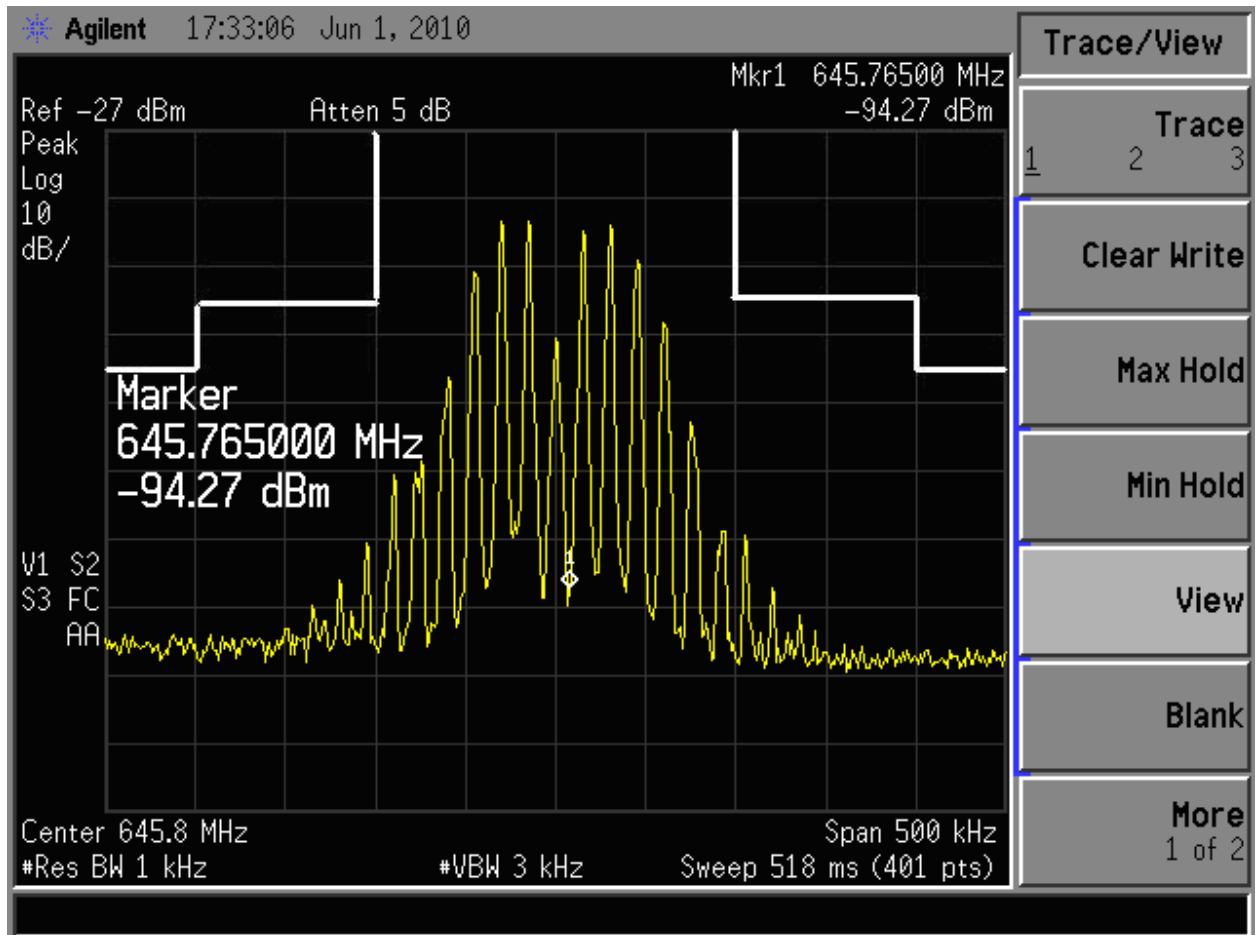 Agilent 17:33:06 Jun 1, 2010
Mkr1 645.76500 MHz
Ref -27 dBm Atten 5 dB -94.27 dBm
Peak
Log
10
dB/
Marker
645.765000 MHz
-94.27 dBm
1
V1 S2
S3 FC
AA
Center 645.8 MHz Span 500 kHz
#Res BW 1 kHz #VBW 3 kHz Sweep 518 ms (401 pts)
Trace/View
Trace
1 2 3
Clear Write
Max Hold
Min Hold
View
Blank
More
1 of 2